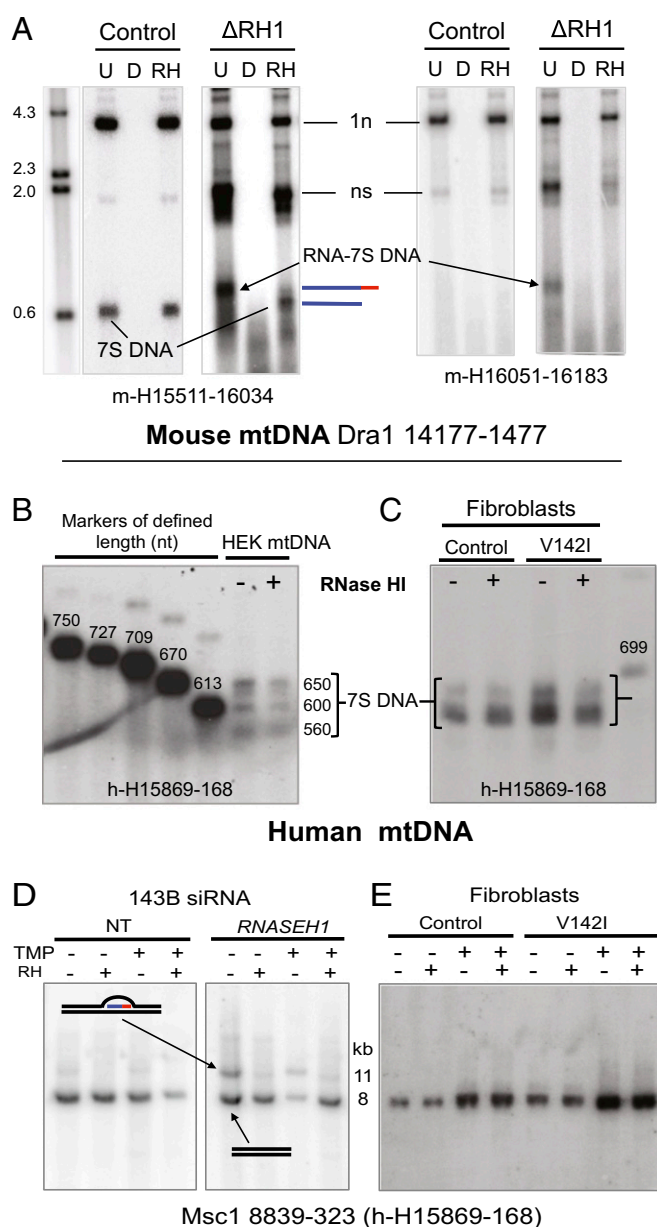 A
Control ΔRH1 Control ΔRH1
U D RH U D RH U D RH U D RH
4.3
2.3
2.0
0.6
1n
ns
RNA-7S DNA
7S DNA
m-H15511-16034 m-H16051-16183
Mouse mtDNA Dra1 14177-1477
B
Markers of defined
length (nt)
HEK mtDNA
- +
RNase HI
750 727 709 670 613
650
600
560
7S DNA
h-H15869-168
C
Fibroblasts
Control V142I
- + - +
699
h-H15869-168
Human mtDNA
D
143B siRNA
NT RNASEH1
TMP - - + + - - + +
RH - + - + - + - +
kb
11
8
E
Fibroblasts
Control V142I
- - + + - - + +
- + - + - + - +
Msc1 8839-323 (h-H15869-168)